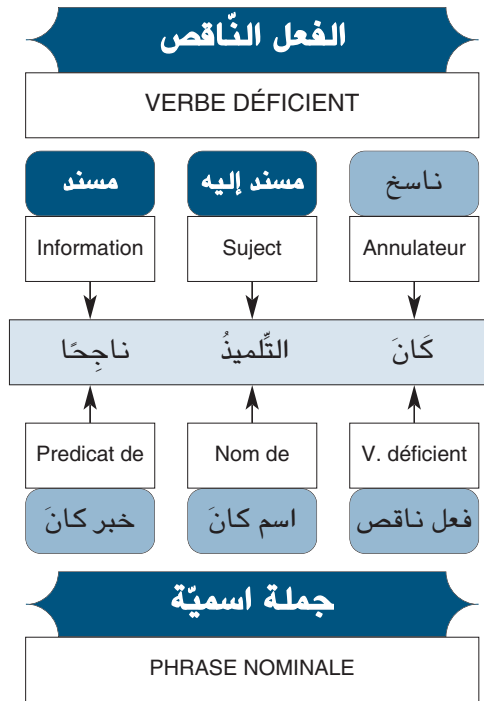 الفعل النّاقص
VERBE DÉFICIENT
ناسخ مسند إليه مسند
Information Suject Annulateur
كَانَ التِّلميذُ ناجِحًا
Predicat de Nom de V. déficient
فعل ناقص اسم كانَ خبر كانَ
جملة اسميّة
PHRASE NOMINALE